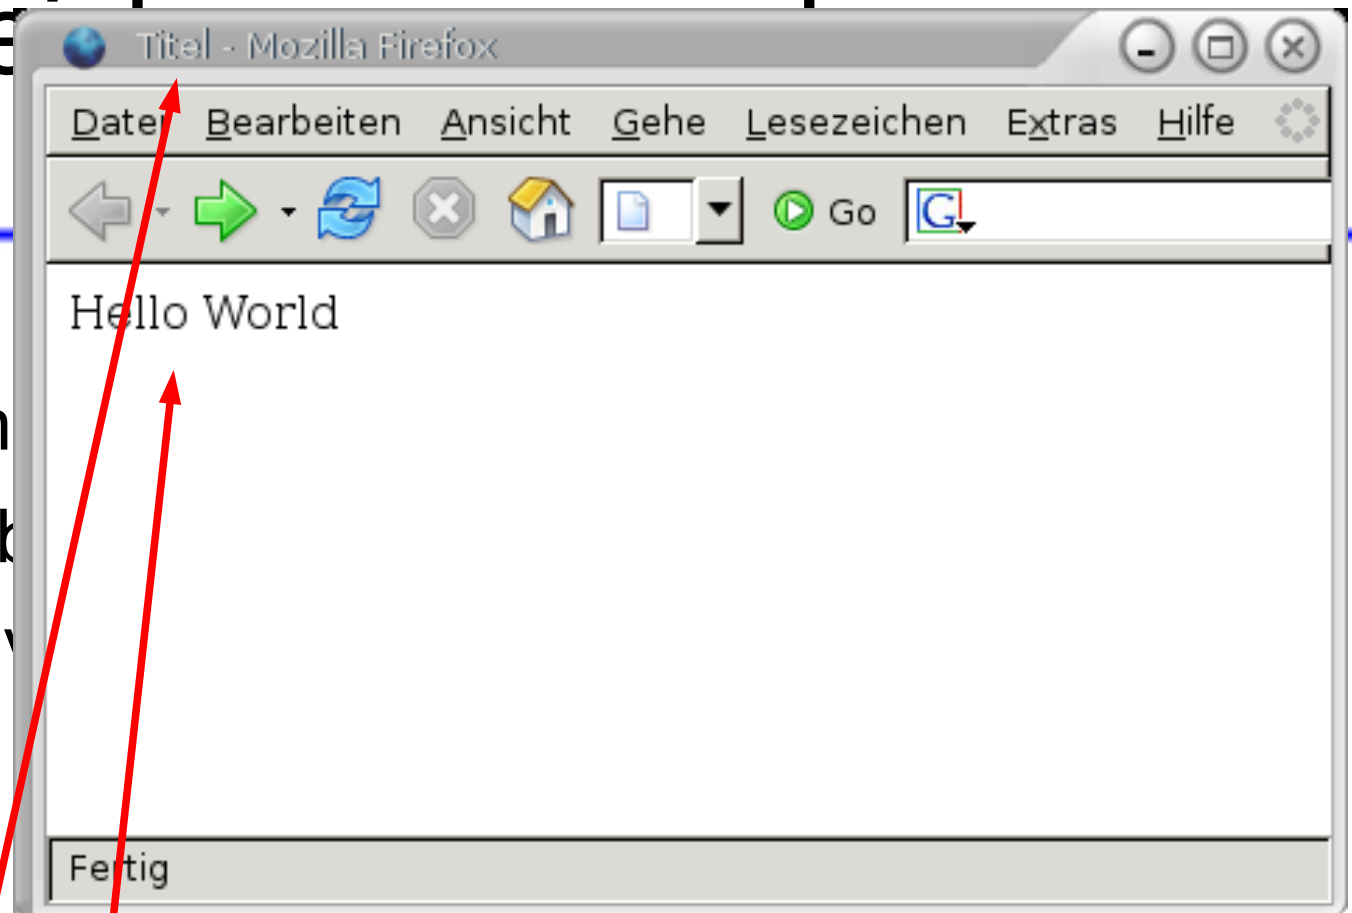 Titel - Mozilla Firefox
Datei Bearbeiten Ansicht Gehe Lesezeichen Extras Hilfe
Go G
Hello World
Fertig